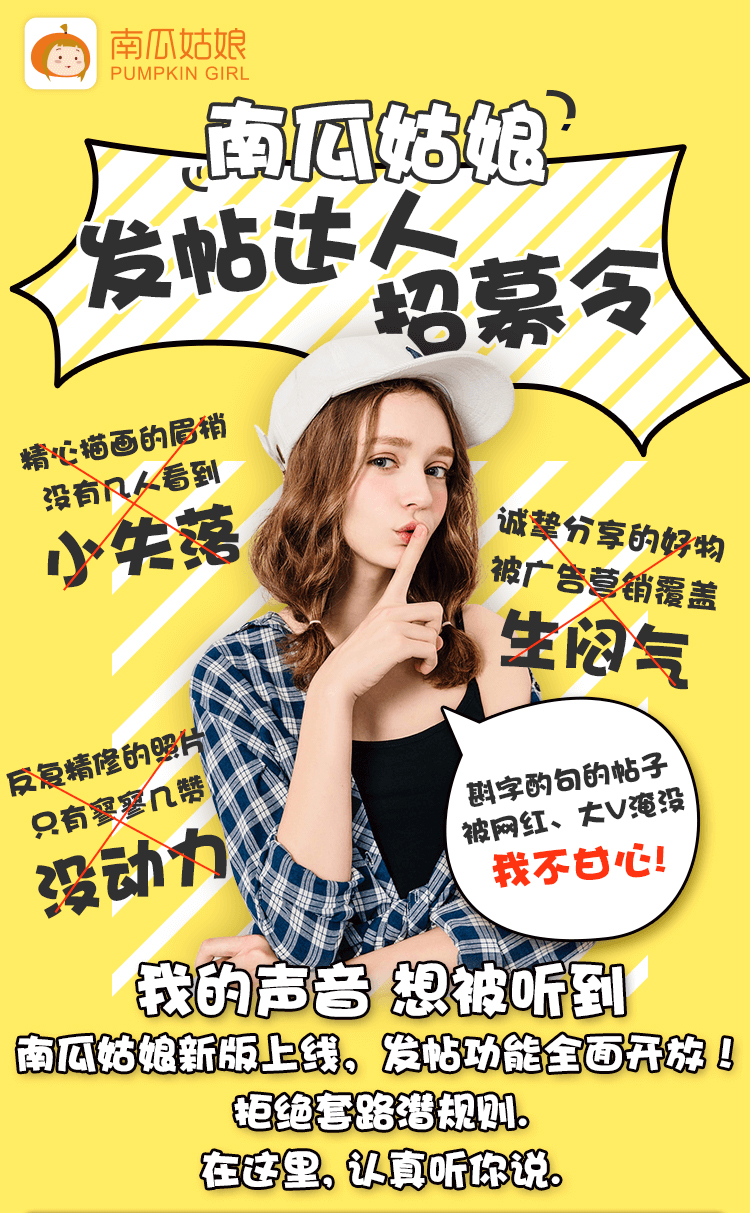 南瓜姑娘
PUMPKIN GIRL
南瓜姑娘
发帖达人
招募令
精心描画的眉梢
没有几人看到
小失落
诚挚分享的好物
被广告营销覆盖
生闷气
反复精修的照片
只有寥寥几赞
没动力
斟字酌句的帖子
被网红、大V淹没
我不甘心!
我的声音 想被听到
南瓜姑娘新版上线，发帖功能全面开放！
拒绝套路潜规则.
在这里, 认真听你说.